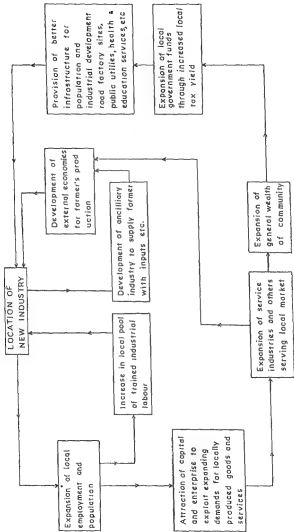 LOCATION OF
NEW INDUSTRY
Expansion of local
employment and
population
Increase in local pool
of trained industrial
labour
Development of ancilliary
industry to supply former
with inputs etc.
Development of
external economies
for former's prod
uction
Provision of better
infrastructure for
population and
industrial development
road factory sites,
public utilies, health &
education services, etc
Attraction of capital
and enterprise to
exploit expanding
demands for locally
produced goods and
services
Expansion of service
industries and others
serving local market
Expansion of
general wealth
of community
Expansion of local
government funds
through increased local
tax yield